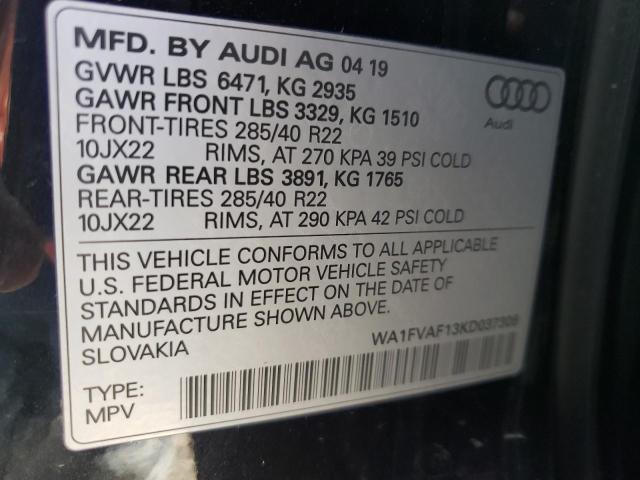 MFD. BY AUDI AG 04 19
GVWR LBS 6471, KG 2935
GAWR FRONT LBS 3329, KG 1510
FRONT-TIRES 285/40 R22
10JX22 RIMS, AT 270 KPA 39 PSI COLD
GAWR REAR LBS 3891, KG 1765
REAR-TIRES 285/40 R22
10JX22 RIMS, AT 290 KPA 42 PSI COLD
Audi
THIS VEHICLE CONFORMS TO ALL APPLICABLE
U.S. FEDERAL MOTOR VEHICLE SAFETY
STANDARDS IN EFFECT ON THE DATE OF
MANUFACTURE SHOWN ABOVE.
SLOVAKIA
TYPE:
MPV